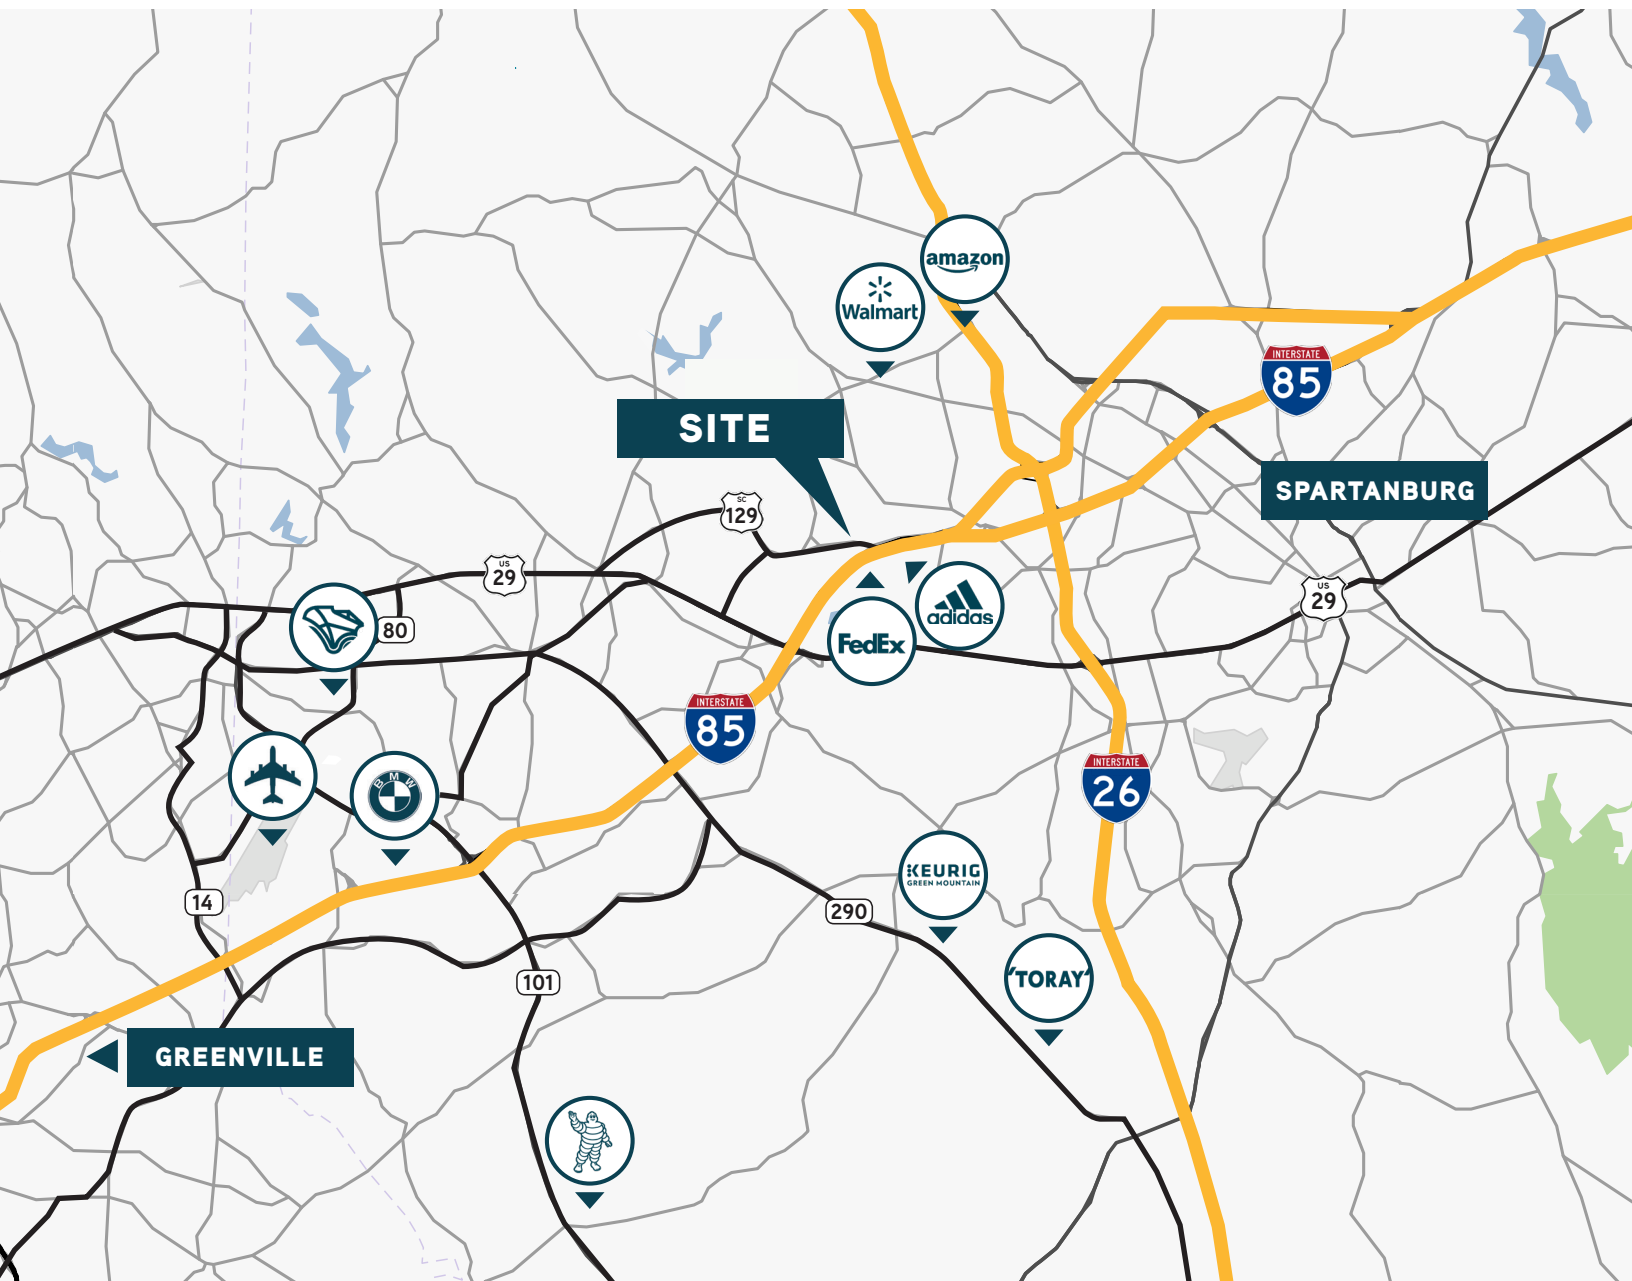 amazon
Walmart
INTERSTATE
85
SITE
SPARTANBURG
SC
129
US
29
US
29
80
adidas
FedEx
INTERSTATE
85
INTERSTATE
26
BMW
KEURIG
GREEN MOUNTAIN
14
290
101
'TORAY'
GREENVILLE